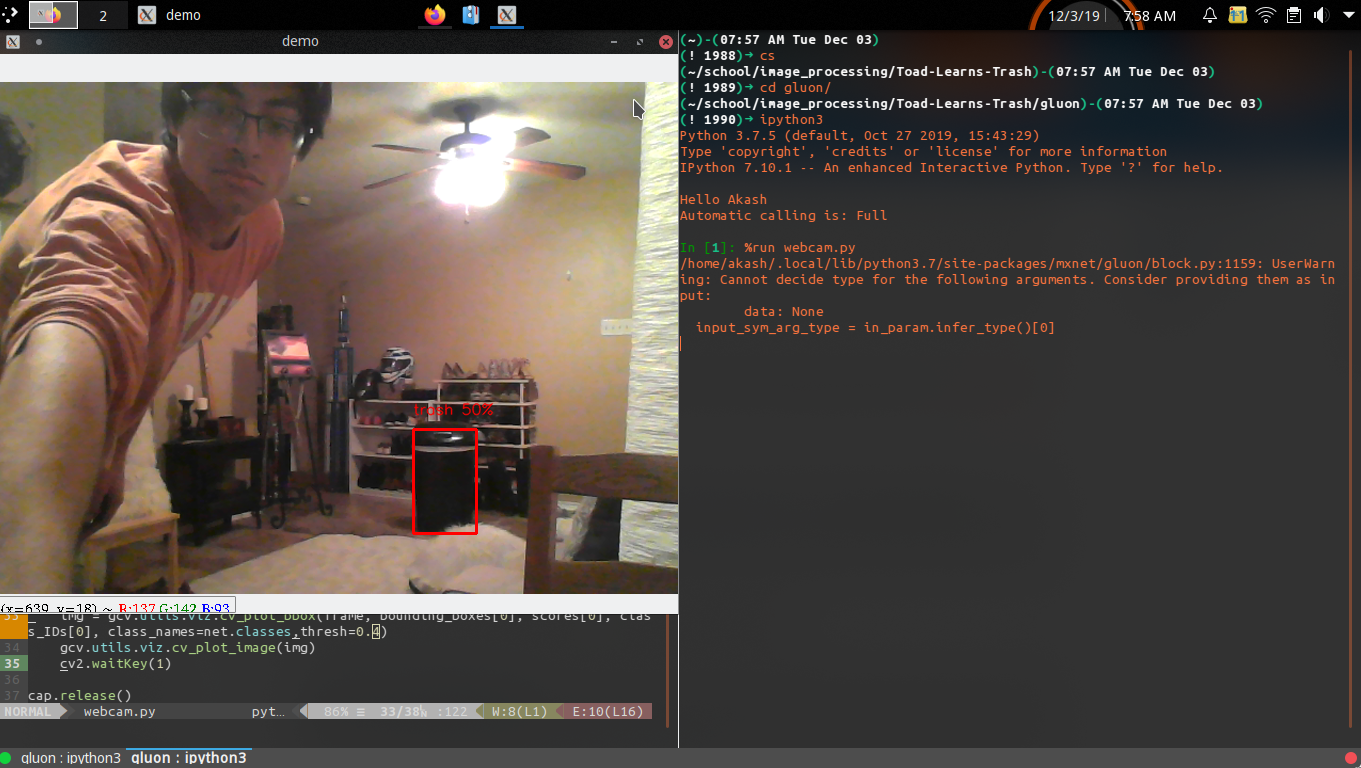 2
demo
12/3/19
7:58 AM
demo
trash 50%
(x=639, y=18) ~ R:137 G:142 B:93
img = gcv.utils.viz.cv_plot_bbox(frame, bounding_boxes[0], scores[0], clas
s_IDs[0], class_names=net.classes,thresh=0.4)
34 gcv.utils.viz.cv_plot_image(img)
35 cv2.waitKey(1)
36
37 cap.release()
NORMAL webcam.py pyt… 86% ≡ 33/38 :122 W:8(L1) E:10(L16)
(~)-(07:57 AM Tue Dec 03)
(! 1988)→ cs
(~/school/image_processing/Toad-Learns-Trash)-(07:57 AM Tue Dec 03)
(! 1989)→ cd gluon/
(~/school/image_processing/Toad-Learns-Trash/gluon)-(07:57 AM Tue Dec 03)
(! 1990)→ ipython3
Python 3.7.5 (default, Oct 27 2019, 15:43:29)
Type 'copyright', 'credits' or 'license' for more information
IPython 7.10.1 -- An enhanced Interactive Python. Type '?' for help.
Hello Akash
Automatic calling is: Full
In [1]: %run webcam.py
/home/akash/.local/lib/python3.7/site-packages/mxnet/gluon/block.py:1159: UserWarn
ing: Cannot decide type for the following arguments. Consider providing them as in
put:
data: None
input_sym_arg_type = in_param.infer_type()[0]
gluon : ipython3
gluon : ipython3